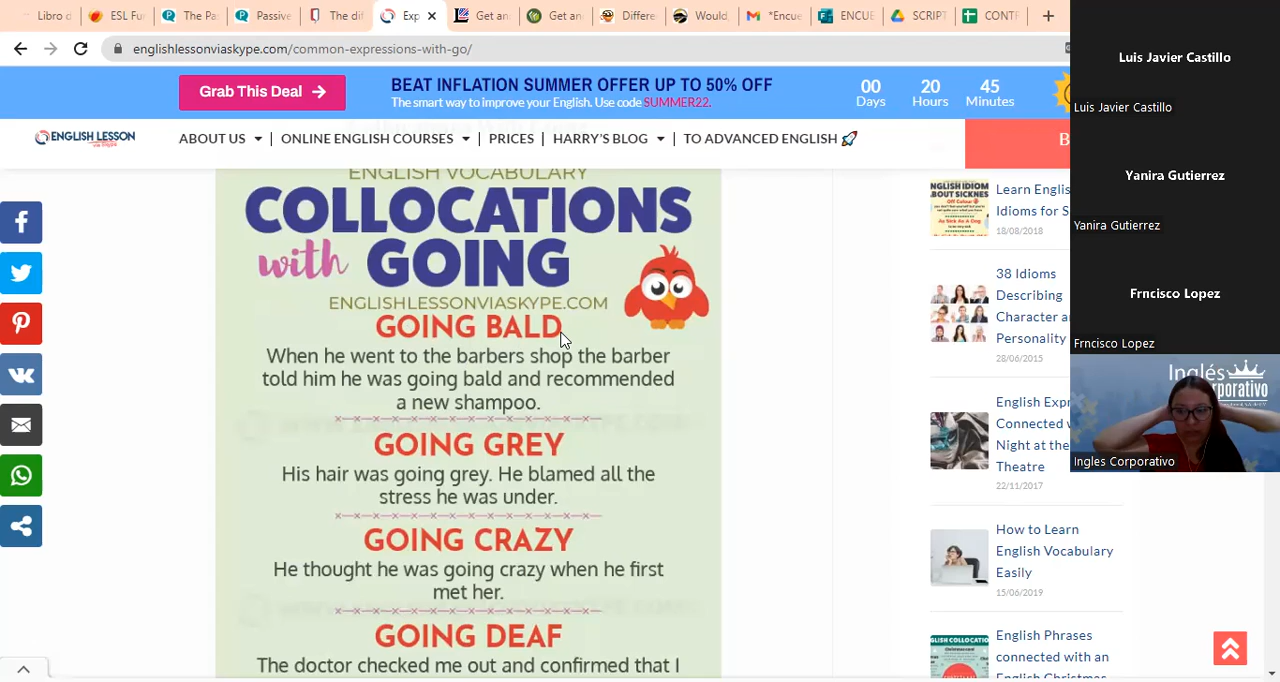 Libro d
ESL Fu
The Pa
Passive
The di
Exp
Get an
Get an
Differe
Would,
*Encue
ENCUE
SCRIPT
CONTF
englishlessonviaskype.com/common-expressions-with-go/
Grab This Deal
BEAT INFLATION SUMMER OFFER UP TO 50% OFF
The smart way to improve your English. Use code SUMMER22.
00 20 45
Days Hours Minutes
ENGLISH LESSON
ABOUT US | ONLINE ENGLISH COURSES | PRICES | HARRY'S BLOG | TO ADVANCED ENGLISH
B
ENGLISH VOCABULARY
COLLOCATIONS
with GOING
ENGLISHLESSONVIASKYPE.COM
GOING BALD
When he went to the barbers shop the barber
told him he was going bald and recommended
a new shampoo.
GOING GREY
His hair was going grey. He blamed all the
stress he was under.
GOING CRAZY
He thought he was going crazy when he first
met her.
GOING DEAF
The doctor checked me out and confirmed that I
Learn Englis
Idioms for S
18/08/2018
38 Idioms
Describing
Character a
Personality
28/06/2015
English Expr
Connected w
Night at the
Theatre
22/11/2017
How to Learn
English Vocabulary
Easily
15/06/2019
English Phrases
connected with an
English Christmas
Luis Javier Castillo
Luis Javier Castillo
Yanira Gutierrez
Yanira Gutierrez
Frncisco Lopez
Frncisco Lopez
Inglés
rporativo
Ingles Corporativo